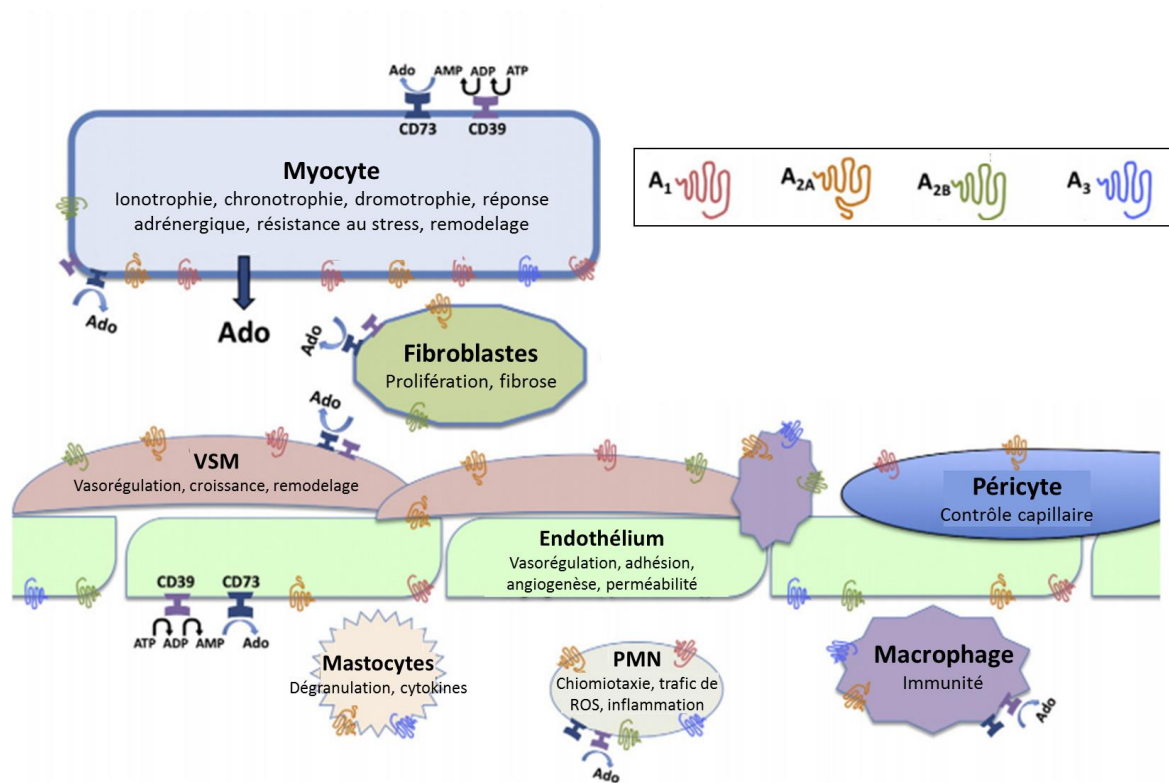 Ado AMP ADP ATP
CD73 CD39
Myocyte
Ionotrophie, chronotrophie, dromotrophie, réponse
adrénergique, résistance au stress, remodelage
A1 A2A A2B A3
Ado
Ado
Ado
Fibroblastes
Prolifération, fibrose
Ado
VSM
Vasorégulation, croissance, remodelage
Péricyte
Contrôle capillaire
Endothélium
Vasorégulation, adhésion,
angiogenèse, perméabilité
CD39 CD73
ATP ADP AMP Ado
Mastocytes
Dégranulation, cytokines
PMN
Chiomiotaxie, trafic de
ROS, inflammation
Ado
Macrophage
Immunité
Ado